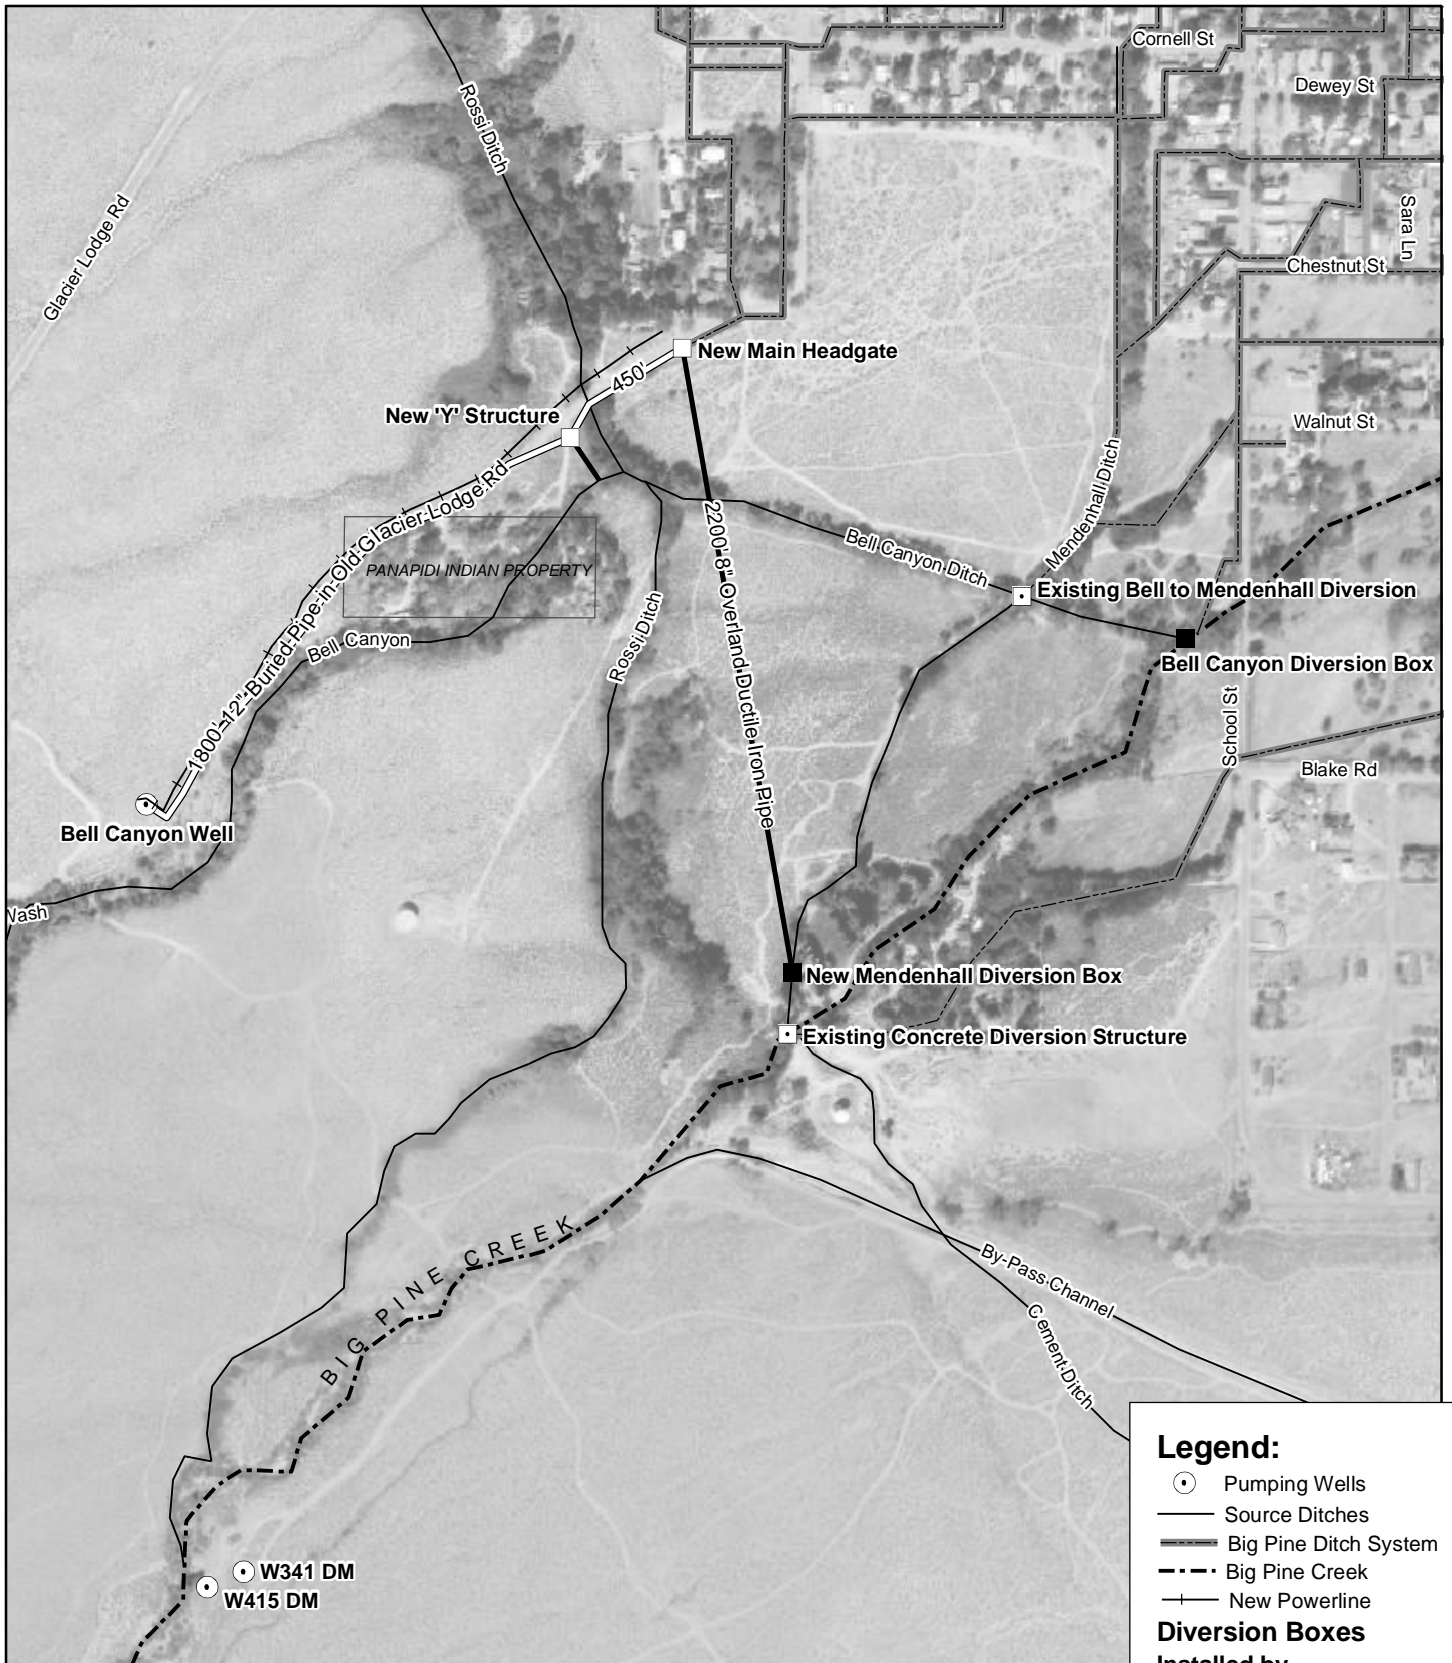 Cornell St
Dewey St
Rossi Ditch
Glacier Lodge Rd
Sara Ln
Chestnut St
New Main Headgate
450'
New 'Y' Structure
Walnut St
Mendenhall Ditch
1800'-12"-Buried-Pipe-in-Old-Glacier-Lodge-Rd
2200' 8" Overland Ductile Iron Pipe
Bell Canyon Ditch
PANAPIDI INDIAN PROPERTY
Existing Bell to Mendenhall Diversion
Bell Canyon
Rossi Ditch
Bell Canyon Diversion Box
School St
Blake Rd
Bell Canyon Well
Wash
New Mendenhall Diversion Box
Existing Concrete Diversion Structure
BIG PINE CREEK
By-Pass Channel
Cement Ditch
W341 DM
W415 DM
Legend:
Pumping Wells
Source Ditches
Big Pine Ditch System
Big Pine Creek
New Powerline
Diversion Boxes
Installed by